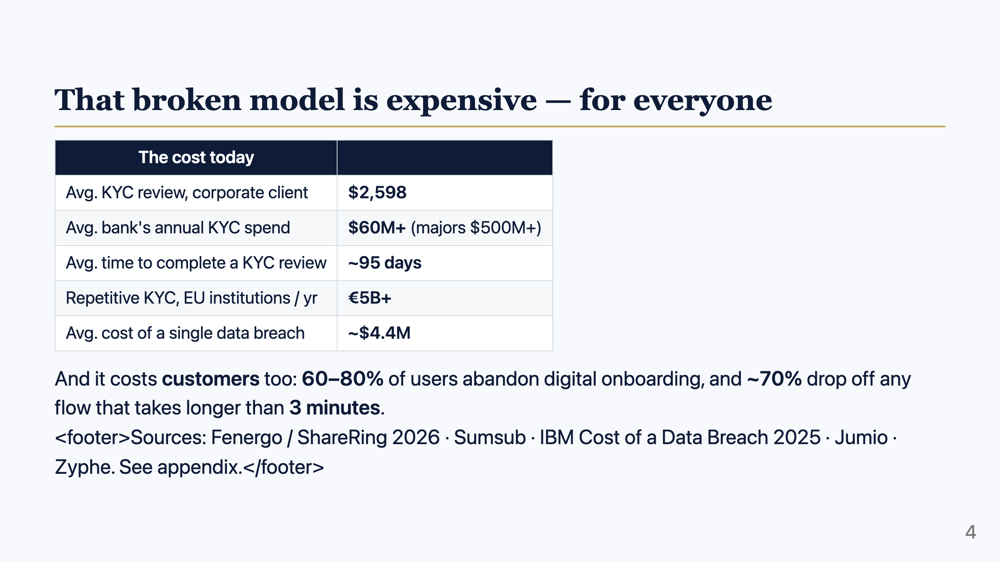 That broken model is expensive — for everyone
The cost today
Avg. KYC review, corporate client $2,598
Avg. bank's annual KYC spend $60M+ (majors $500M+)
Avg. time to complete a KYC review ~95 days
Repetitive KYC, EU institutions / yr €5B+
Avg. cost of a single data breach ~$4.4M
And it costs customers too: 60–80% of users abandon digital onboarding, and ~70% drop off any
flow that takes longer than 3 minutes.
<footer>Sources: Fenergo / ShareRing 2026 · Sumsub · IBM Cost of a Data Breach 2025 · Jumio ·
Zyphe. See appendix.</footer>
4